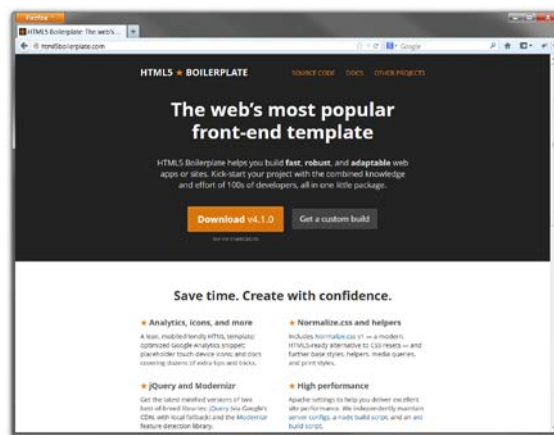 Firefox
HTML5 Boilerplate: The web's...
html5boilerplate.com
Google
HTML5 ★ BOILERPLATE
SOURCE CODE DOCS OTHER PROJECTS
The web's most popular
front-end template
HTML5 Boilerplate helps you build fast, robust, and adaptable web
apps or sites. Kick-start your project with the combined knowledge
and effort of 100s of developers, all in one little package.
Download v4.1.0
Get a custom build
Save time. Create with confidence.
★ Analytics, icons, and more
A lean, mobile-friendly HTML template;
optimized Google Analytics snippet;
placeholder touch-device icons; and docs
covering dozens of extra tips and tricks.
★ Normalize.css and helpers
Includes Normalize.css v1 — a modern,
HTML5-ready alternative to CSS resets — and
further base styles, helpers, media queries,
and print styles.
★ jQuery and Modernizr
Get the latest minified versions of two
best-of-breed libraries: jQuery (via Google's
CDN, with local fallback) and the Modernizr
feature detection library.
★ High performance
Apache settings to help you deliver excellent
site performance. We independently maintain
server configs, a node build script, and an ant
build script.